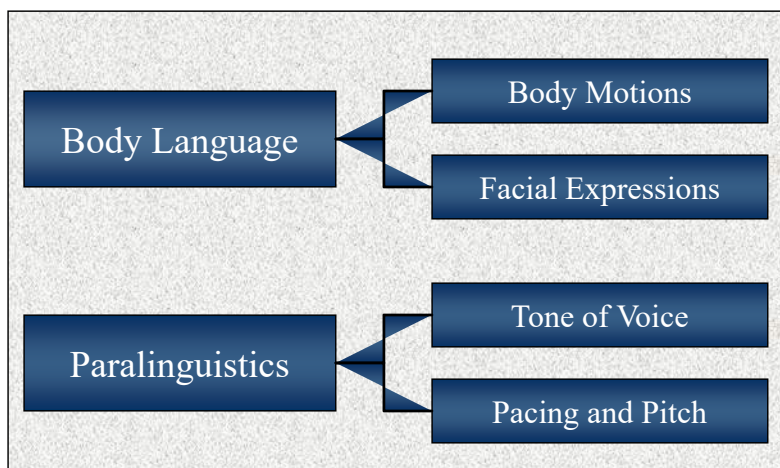 Body Language
Body Motions
Facial Expressions
Paralinguistics
Tone of Voice
Pacing and Pitch